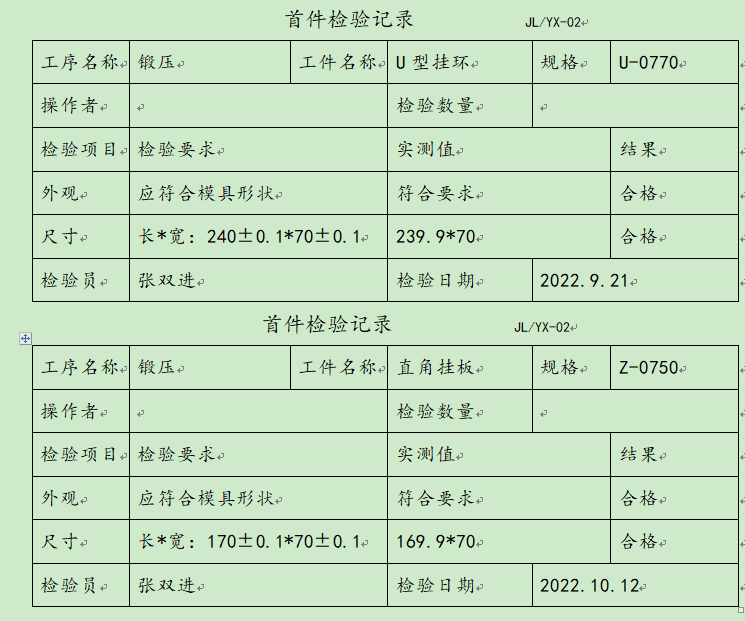 首件检验记录 JL/YX-02
工序名称 锻压 工件名称 U型挂环 规格 U-0770
操作者 检验数量
检验项目 检验要求 实测值 结果
外观 应符合模具形状 符合要求 合格
尺寸 长*宽：240±0.1*70±0.1 239.9*70 合格
检验员 张双进 检验日期 2022.9.21
首件检验记录 JL/YX-02
工序名称 锻压 工件名称 直角挂板 规格 Z-0750
操作者 检验数量
检验项目 检验要求 实测值 结果
外观 应符合模具形状 符合要求 合格
尺寸 长*宽：170±0.1*70±0.1 169.9*70 合格
检验员 张双进 检验日期 2022.10.12